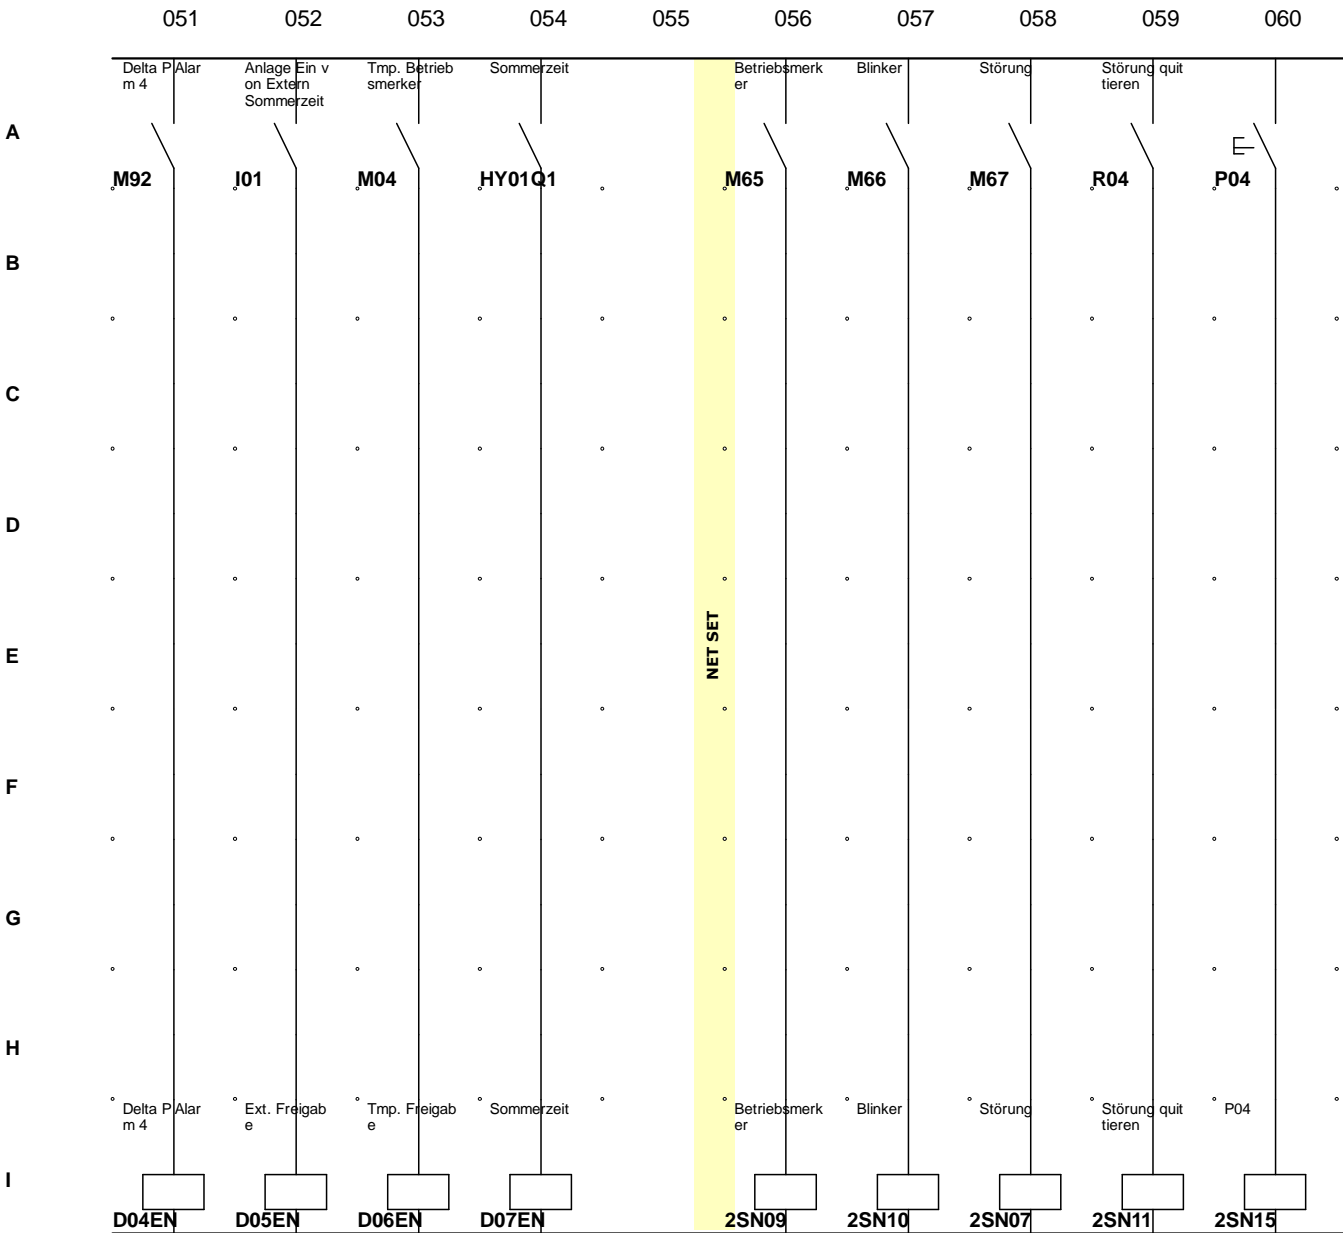 051 052 053 054 055 056 057 058 059 060
Delta P Alar Anlage Ein v Tmp. Betrieb Sommerzeit Betriebsmerk Blinker Störung Störung quit
m 4 on Extern smerker er tieren
Sommerzeit
A
M92 I01 M04 HY01Q1 M65 M66 M67 R04 P04
B
C
D
NET SET
E
F
G
H
Delta P Alar Ext. Freigab Tmp. Freigab Sommerzeit Betriebsmerk Blinker Störung Störung quit P04
m 4 e e er tieren
I
D04EN D05EN D06EN D07EN 2SN09 2SN10 2SN07 2SN11 2SN15